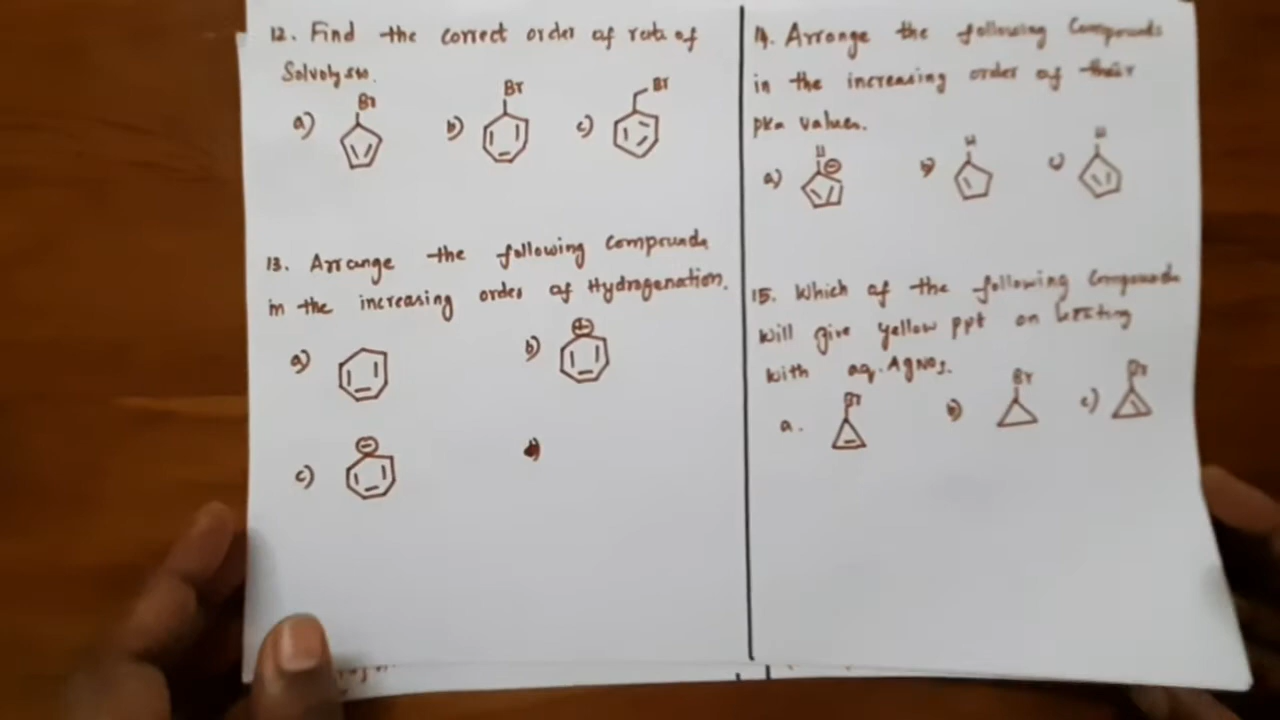 12. Find the correct order of rate of
Solvolysis.
a)
Br
b)
Br
c)
Br
13. Arrange the following Compounds
in the increasing order of Hydrogenation.
a)
b)
⊕
c)
⊖
14. Arrange the following Compounds
in the increasing order of their
pka values.
a)
H
⊖
b)
H
c)
H
15. Which of the following Compounds
will give yellow ppt on heating
with aq. AgNO3.
a.
Br
b)
Br
c)
Br